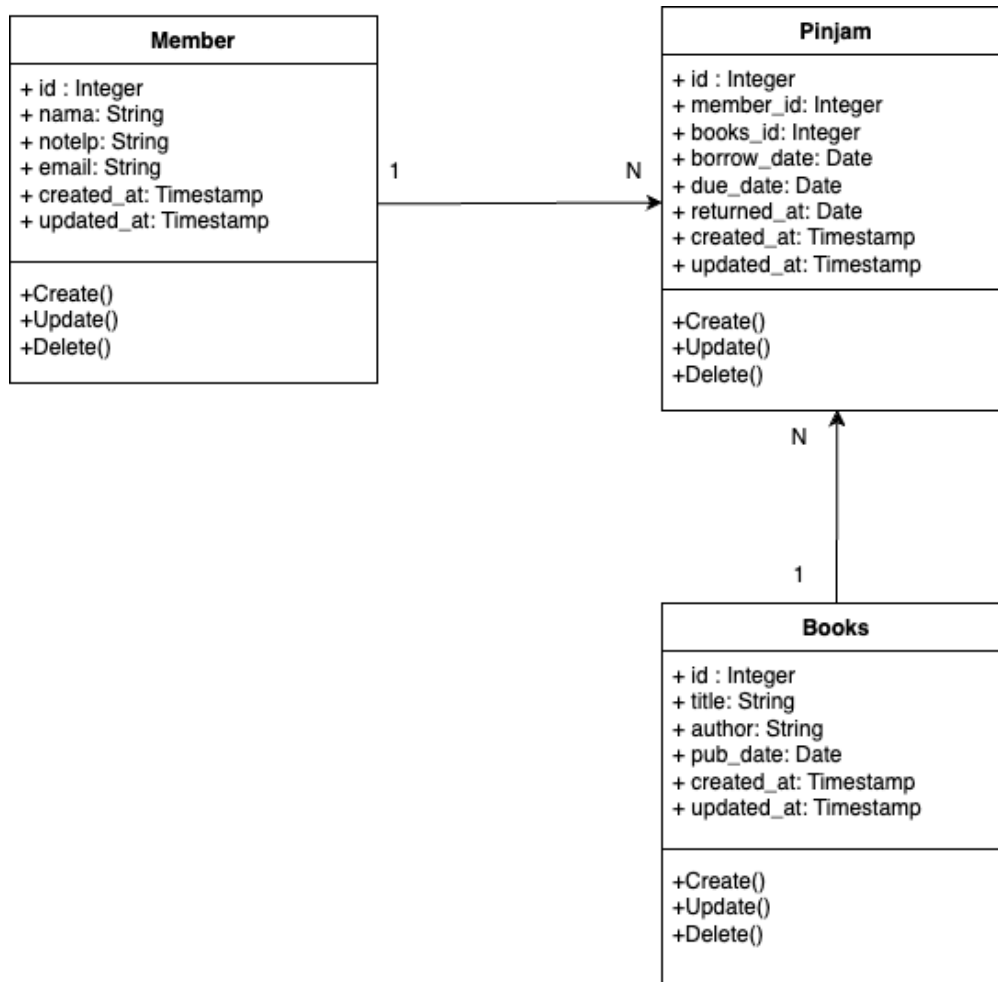 Member
+ id : Integer
+ nama: String
+ notelp: String
+ email: String
+ created_at: Timestamp
+ updated_at: Timestamp
+Create()
+Update()
+Delete()
1
N
Pinjam
+ id : Integer
+ member_id: Integer
+ books_id: Integer
+ borrow_date: Date
+ due_date: Date
+ returned_at: Date
+ created_at: Timestamp
+ updated_at: Timestamp
+Create()
+Update()
+Delete()
N
1
Books
+ id : Integer
+ title: String
+ author: String
+ pub_date: Date
+ created_at: Timestamp
+ updated_at: Timestamp
+Create()
+Update()
+Delete()